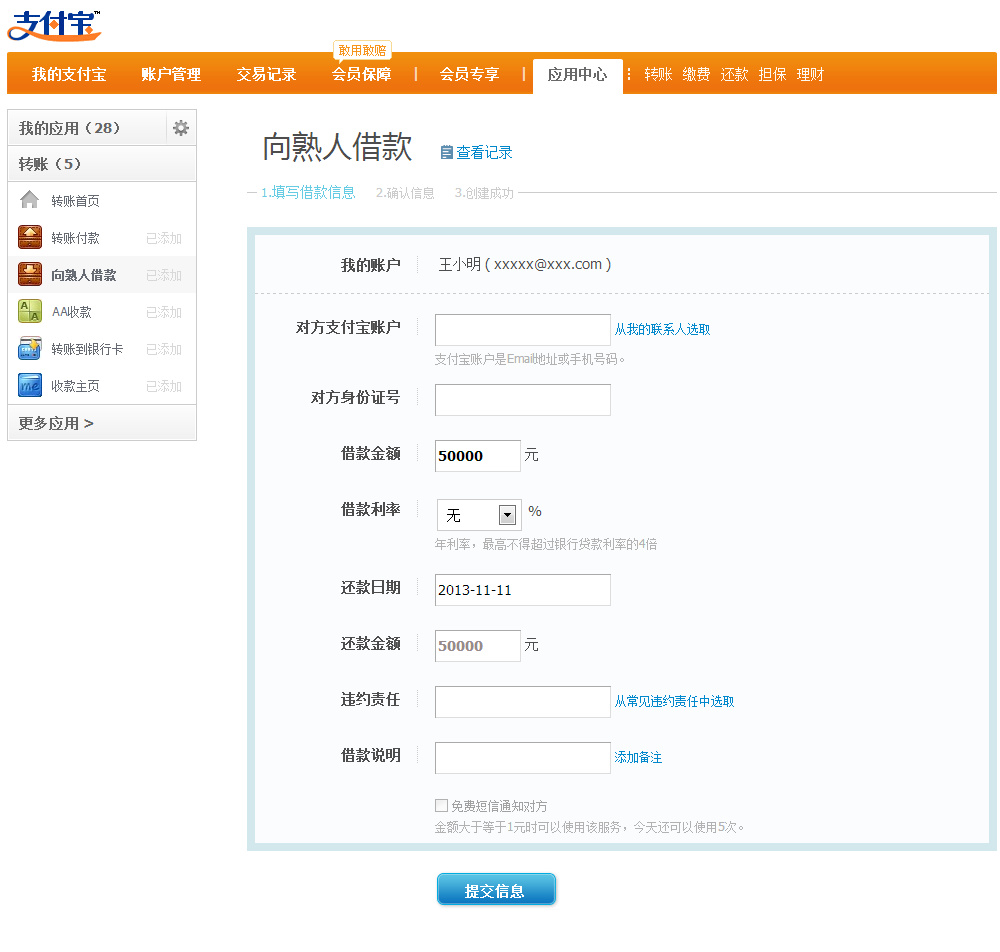 支付宝™
敢用敢赔
我的支付宝 账户管理 交易记录 会员保障 | 会员专享 | 应用中心 转账 缴费 还款 担保 理财
我的应用（28）
转账（5）
转账首页
转账付款 已添加
向熟人借款 已添加
AA
AA收款 已添加
转账到银行卡 已添加
me
收款主页 已添加
更多应用 >
向熟人借款 查看记录
1.填写借款信息 2.确认信息 3.创建成功
我的账户 王小明 ( xxxxx@xxx.com )
对方支付宝账户 从我的联系人选取
支付宝账户是Email地址或手机号码。
对方身份证号
借款金额 50000 元
借款利率 无 %
年利率，最高不得超过银行贷款利率的4倍
还款日期 2013-11-11
还款金额 50000 元
违约责任 从常见违约责任中选取
借款说明 添加备注
免费短信通知对方
金额大于等于1元时可以使用该服务，今天还可以使用5次。
提交信息